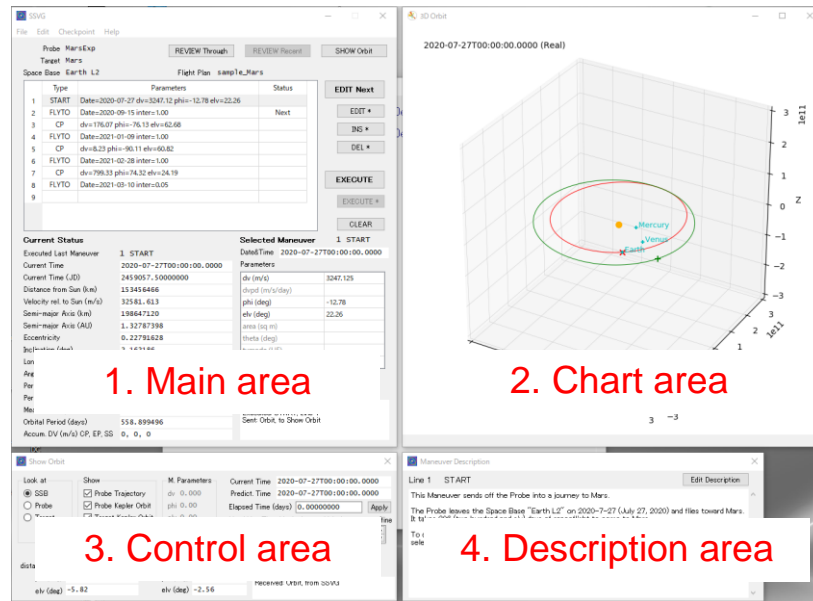 SSVG
File Edit Checkpoint Help
Probe MarsExp
Target Mars
Space Base Earth L2
REVIEW Through
REVIEW Recent
SHOW Orbit
Flight Plan sample_Mars
Type Parameters Status
1 START Date=2020-07-27 dv=3247.12 phi=-12.78 elv=22.26
2 FLYTO Date=2020-09-15 inter=1.00 Next
3 CP dv=176.07 phi=-76.13 elv=62.68
4 FLYTO Date=2021-01-09 inter=1.00
5 CP dv=8.23 phi=-90.11 elv=60.82
6 FLYTO Date=2021-02-28 inter=1.00
7 CP dv=799.33 phi=74.32 elv=24.19
8 FLYTO Date=2021-03-10 inter=0.05
9
EDIT Next
EDIT *
INS *
DEL *
EXECUTE
EXECUTE *
CLEAR
Current Status
Executed Last Maneuver 1 START
Current Time 2020-07-27T00:00:00.0000
Current Time (JD) 2459057.50000000
Distance from Sun (km) 153456466
Velocity rel. to Sun (m/s) 32581.613
Semi-major Axis (km) 198647120
Semi-major Axis (AU) 1.32787398
Eccentricity 0.22791628
Orbital Period (days) 558.899496
Accum. DV (m/s) CP, EP, SS 0, 0, 0
Selected Maneuver 1 START
Date&Time 2020-07-27T00:00:00.0000
Parameters
dv (m/s) 3247.125
dvpd (m/s/day)
phi (deg) -12.78
elv (deg) 22.26
area (sq m)
theta (deg)
Sent: Orbit, to Show Orbit
1. Main area
3D Orbit
2020-07-27T00:00:00.0000 (Real)
Mercury
Venus
Earth
3
2
1
0
−1
−2
−3
Z
1e11
3
2
1
1e11
3 −3
2. Chart area
Show Orbit
Look at
SSB
Probe
Show
Probe Trajectory
Probe Kepler Orbit
Target Kepler Orbit
M. Parameters
dv 0.000
phi 0.00
Current Time 2020-07-27T00:00:00.0000
Predict. Time 2020-07-27T00:00:00.0000
Elapsed Time (days) 0.00000000 Apply
elv (deg) -5.82
elv (deg) -2.56
Received: Orbit, from SSVG
3. Control area
Maneuver Description
Line 1 START
Edit Description
This Maneuver sends off the Probe into a journey to Mars.
The Probe leaves the Space Base "Earth L2" on 2020-7-27 (July 27, 2020) and flies toward Mars.
4. Description area